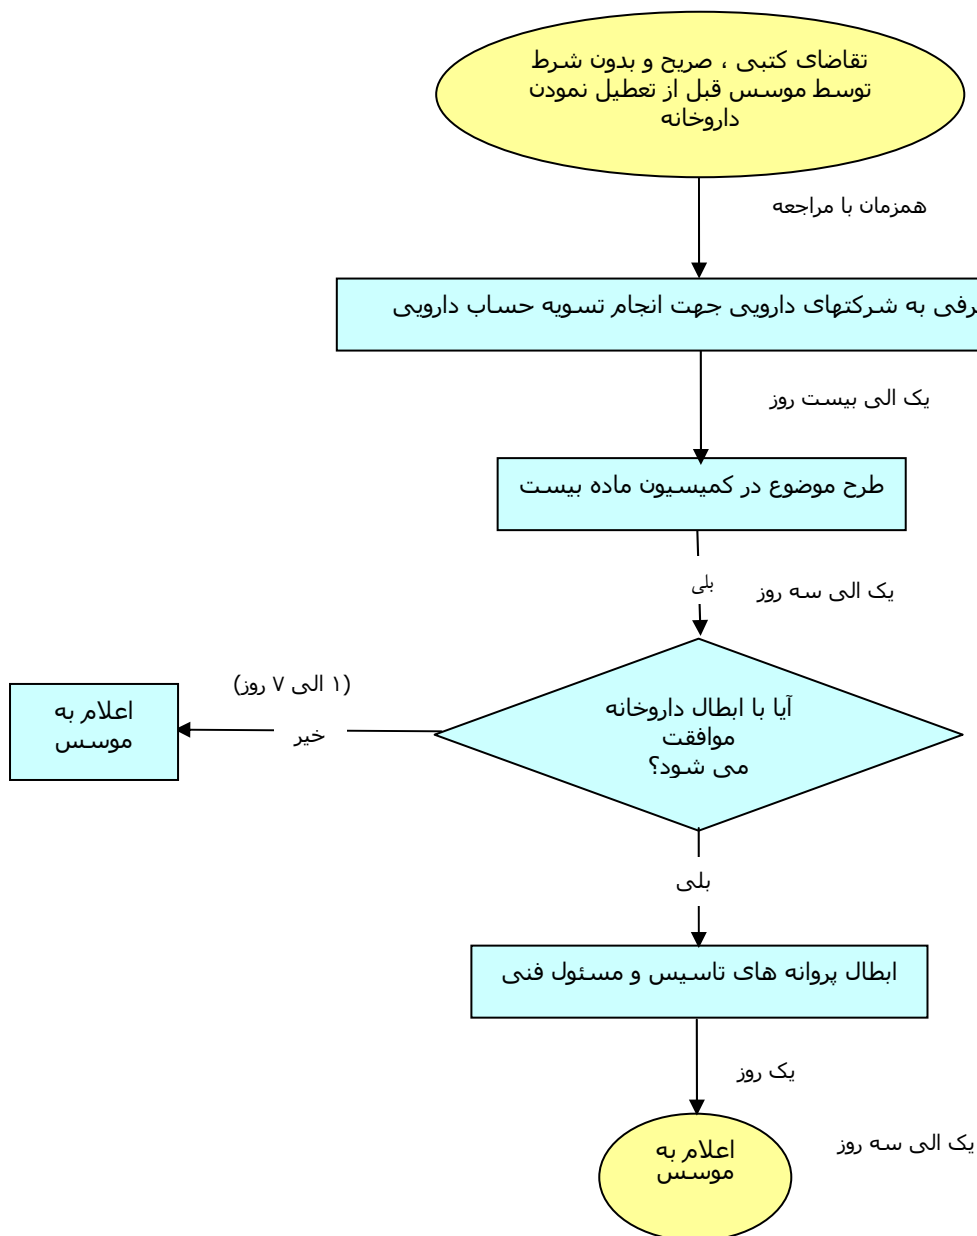 تقاضای کتبی ، صریح و بدون شرط
توسط موسس قبل از تعطیل نمودن
داروخانه
همزمان با مراجعه
به شرکتهای دارویی جهت انجام تسویه حساب دارویی
یک الی بیست روز
طرح موضوع در کمیسیون ماده بیست
بلی
یک الی سه روز
آیا با ابطال داروخانه
موافقت
می شود؟
(۱ الی ۷ روز)
خیر
اعلام به
موسس
بلی
ابطال پروانه های تاسیس و مسئول فنی
یک روز
اعلام به
موسس
یک الی سه روز